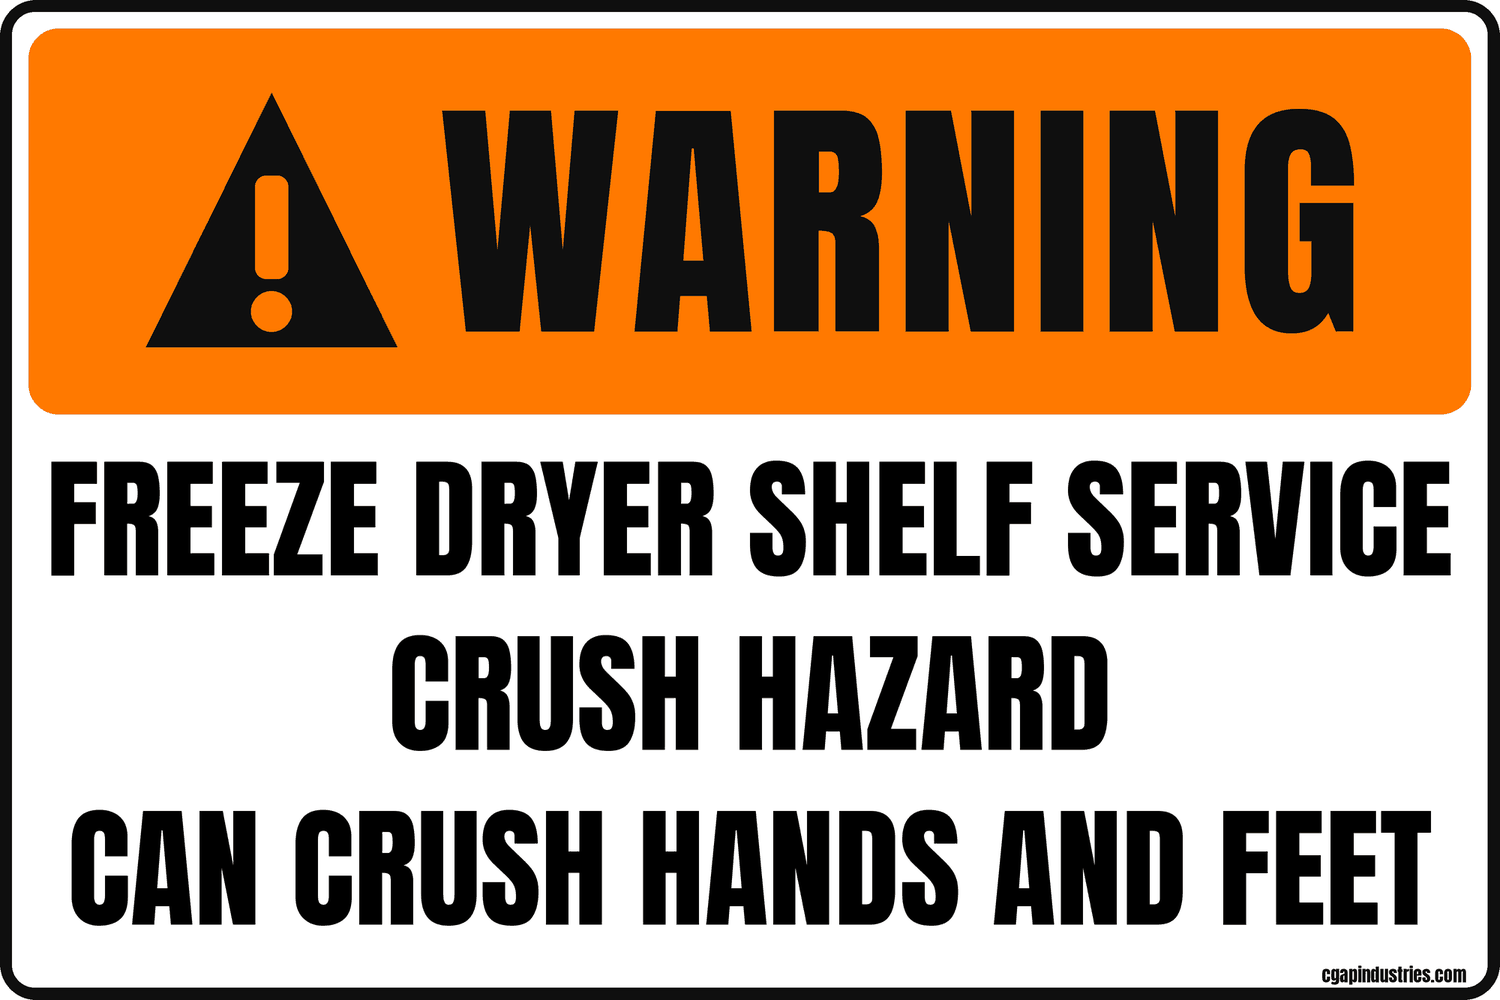 WARNING
FREEZE DRYER SHELF SERVICE
CRUSH HAZARD
CAN CRUSH HANDS AND FEET
cgapindustries.com